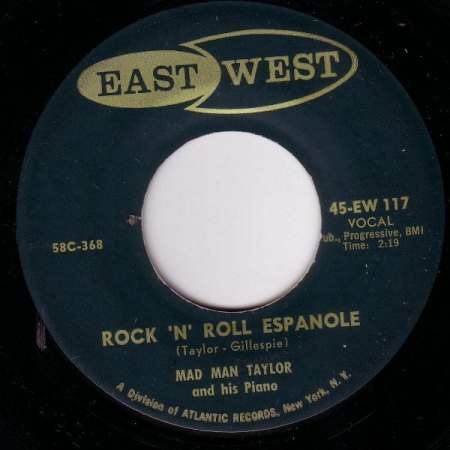 EAST WEST
45-EW 117
VOCAL
Pub., Progressive, BMI
Time: 2:19
58C-368
ROCK 'N' ROLL ESPANOLE
(Taylor - Gillespie)
MAD MAN TAYLOR
and his Piano
A Division of ATLANTIC RECORDS, New York, N. Y.